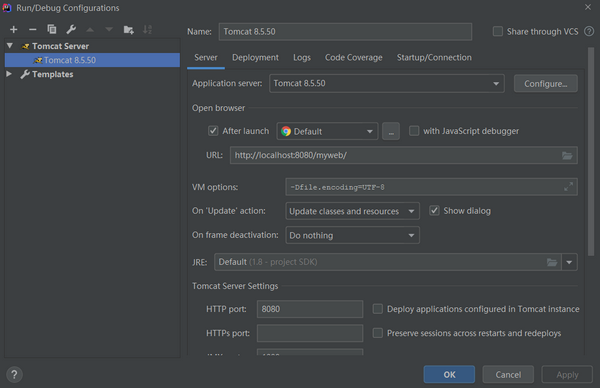 Run/Debug Configurations
Name: Tomcat 8.5.50 Share through VCS
Tomcat Server
Tomcat 8.5.50
Templates
Server Deployment Logs Code Coverage Startup/Connection
Application server: Tomcat 8.5.50 Configure...
Open browser
After launch Default ... with JavaScript debugger
URL: http://localhost:8080/myweb/
VM options: -Dfile.encoding=UTF-8
On 'Update' action: Update classes and resources Show dialog
On frame deactivation: Do nothing
JRE: Default (1.8 - project SDK)
Tomcat Server Settings
HTTP port: 8080 Deploy applications configured in Tomcat instance
HTTPs port: Preserve sessions across restarts and redeploys
? OK Cancel Apply